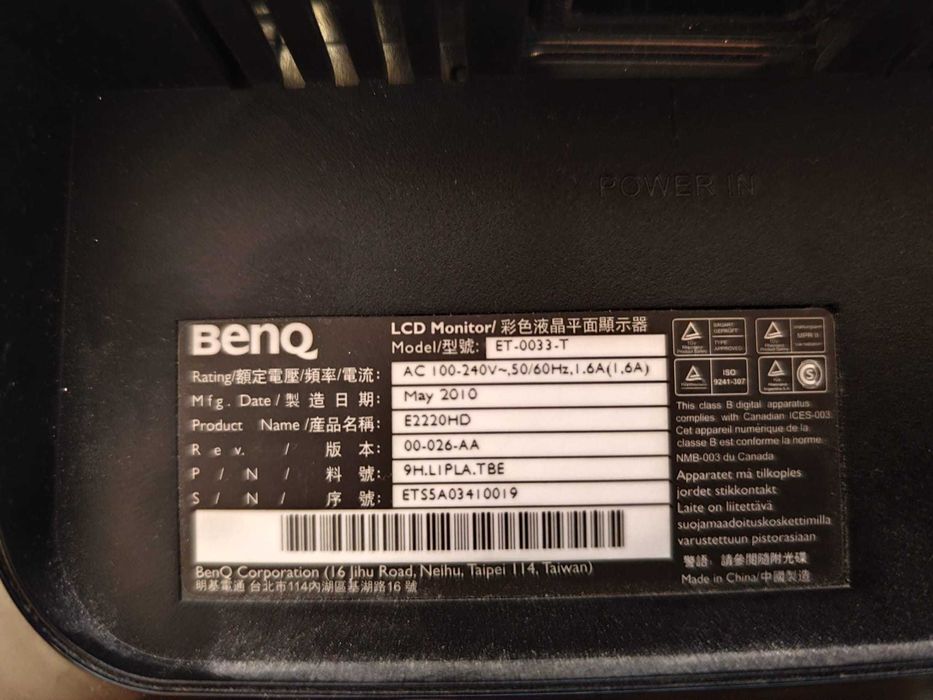 POWER IN
BenQ
LCD Monitor/ 彩色液晶平面顯示器
Model/型號: ET-0033-T
Rating/額定電壓/頻率/電流: AC 100-240V~,50/60Hz,1.6A(1,6A)
Mfg. Date/製造日期: May 2010
Product Name/產品名稱: E2220HD
Rev. / 版本: 00-026-AA
P/N/ 料號: 9H.L1PLA.TBE
S/N/ 序號: ETS5A03410019
BenQ Corporation (16 Jihu Road, Neihu, Taipei 114, Taiwan)
明基電通 台北市114內湖區基湖路16 號
TYPE
APPROVED
ISO
9241-307
S
This class B digital apparatus
complies with Canadian ICES-003
Cet appareil numérique de la
classe B est conforme la norme
NMB-003 du Canada
Apparatet må tilkoples
jordet stikkontakt
Laite on liitettävä
suojamaadoituskoskettimilla
varustettuun pistorasiaan
警語: 請參閱隨附光碟
Made in China/中國製造